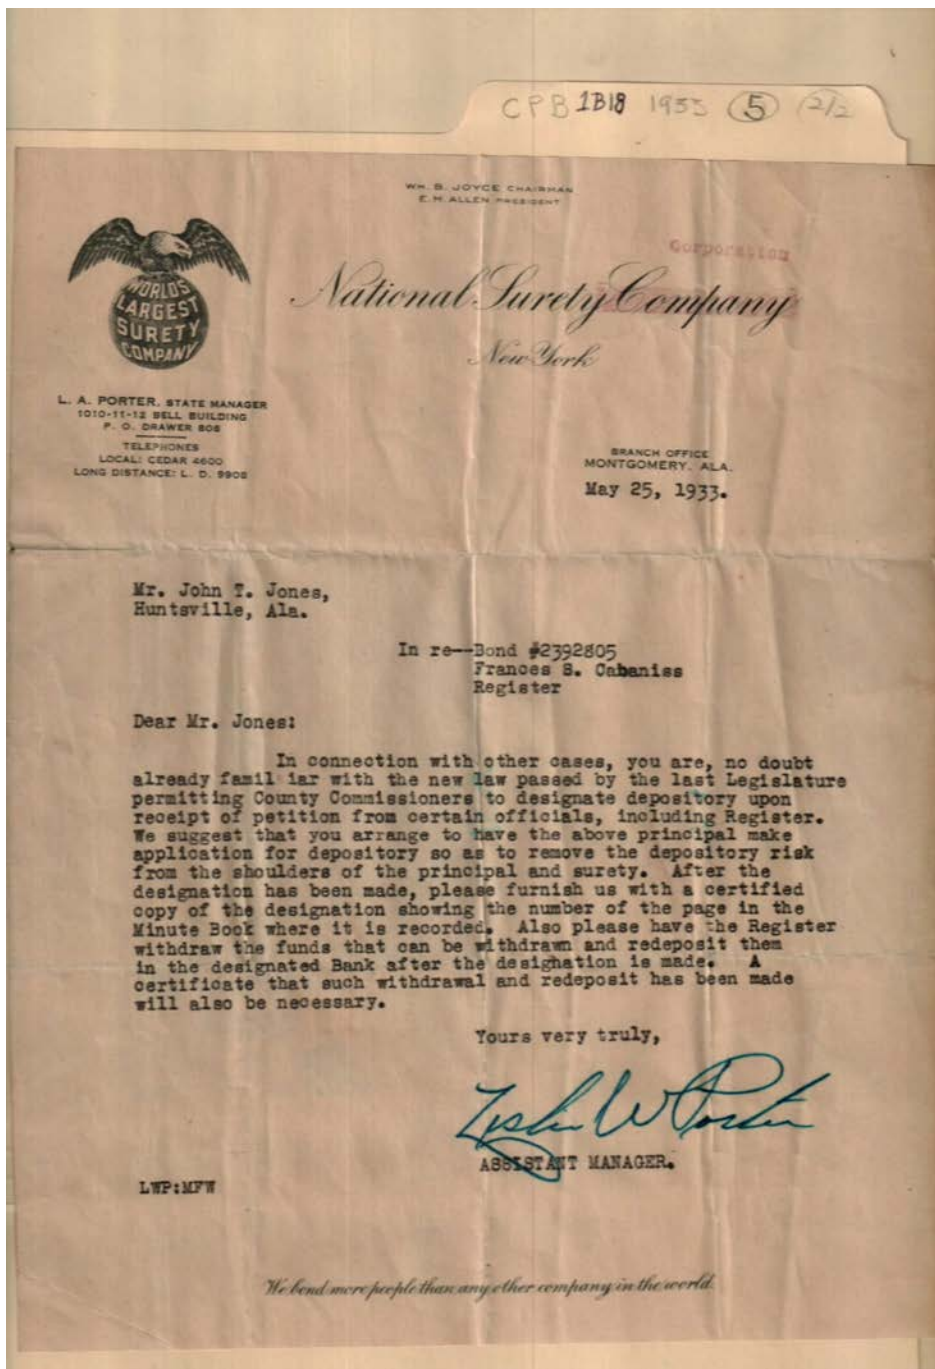 CPB 1B18 1933 5 (2/2)
WM. B. JOYCE CHAIRMAN
E. M. ALLEN PRESIDENT
Corporation
National Surety Company
New York
WORLDS
LARGEST
SURETY
COMPANY
L. A. PORTER, STATE MANAGER
1010-11-12 BELL BUILDING
P. O. DRAWER 808
TELEPHONES
LOCAL: CEDAR 4600
LONG DISTANCE: L. D. 9908
BRANCH OFFICE
MONTGOMERY, ALA.
May 25, 1933.
Mr. John T. Jones,
Huntsville, Ala.
In re--Bond #2392805
Frances S. Cabaniss
Register
Dear Mr. Jones:
In connection with other cases, you are, no doubt
already famil iar with the new law passed by the last Legislature
permitting County Commissioners to designate depository upon
receipt of petition from certain officials, including Register.
We suggest that you arrange to have the above principal make
application for depository so as to remove the depository risk
from the shoulders of the principal and surety. After the
designation has been made, please furnish us with a certified
copy of the designation showing the number of the page in the
Minute Book where it is recorded. Also please have the Register
withdraw the funds that can be withdrawn and redeposit them
in the designated Bank after the designation is made. A
certificate that such withdrawal and redeposit has been made
will also be necessary.
Yours very truly,
Leslie W Porter
ASSISTANT MANAGER.
LWP:MFW
We bond more people than any other company in the world.